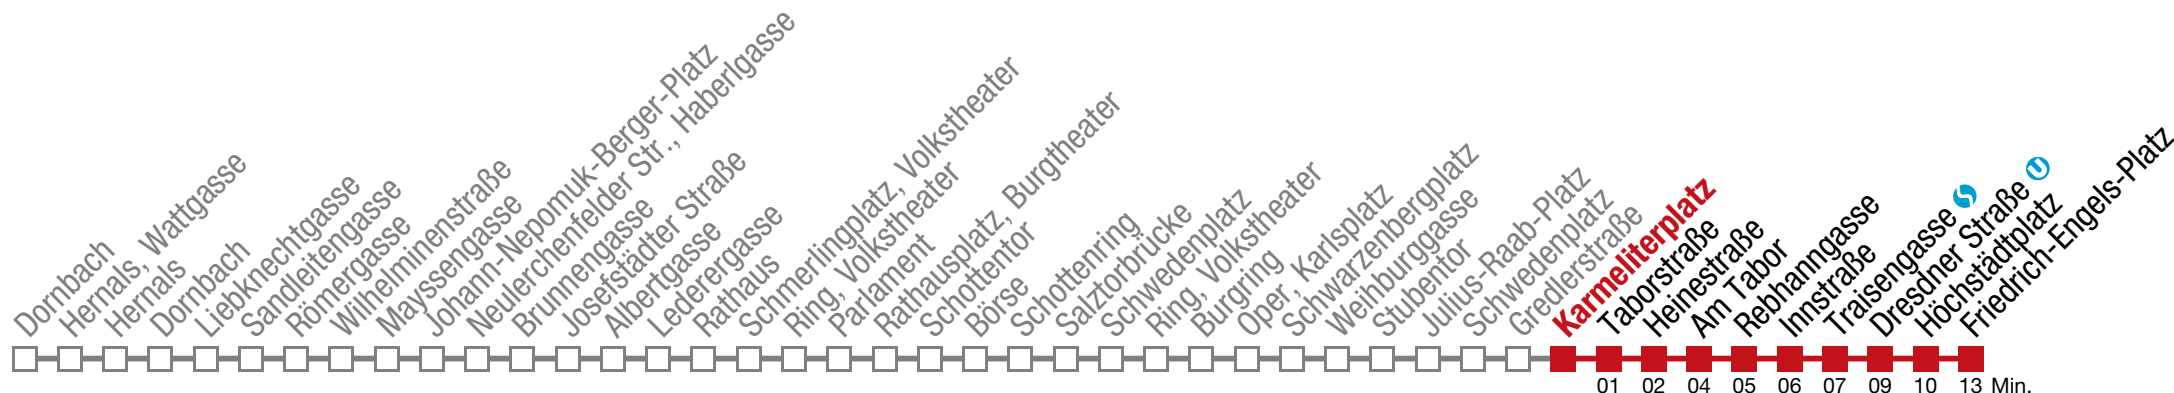 Dornbach
Hernals, Wattgasse
Hernals
Dornbach
Liebknechtgasse
Sandleitengasse
Römergasse
Wilhelminenstraße
Mayssengasse
Johann-Nepomuk-Berger-Platz
Neulerchenfelder Str., Haberlgasse
Brunnengasse
Josefstädter Straße
Albertgasse
Lederergasse
Rathaus
Schmerlingplatz, Volkstheater
Ring, Volkstheater
Parlament
Rathausplatz, Burgtheater
Schottentor
Börse
Schottenring
Salztorbrücke
Schwedenplatz
Ring, Volkstheater
Burgring
Oper, Karlsplatz
Schwarzenbergplatz
Weihburggasse
Stubentor
Julius-Raab-Platz
Schwedenplatz
Gredlerstraße
Karmeliterplatz
Taborstraße
Heinestraße
Am Tabor
Rebhanngasse
Innstraße
Traisengasse S
Dresdner Straße U
Höchstädtplatz
Friedrich-Engels-Platz
01 02 04 05 06 07 09 10 13 Min.